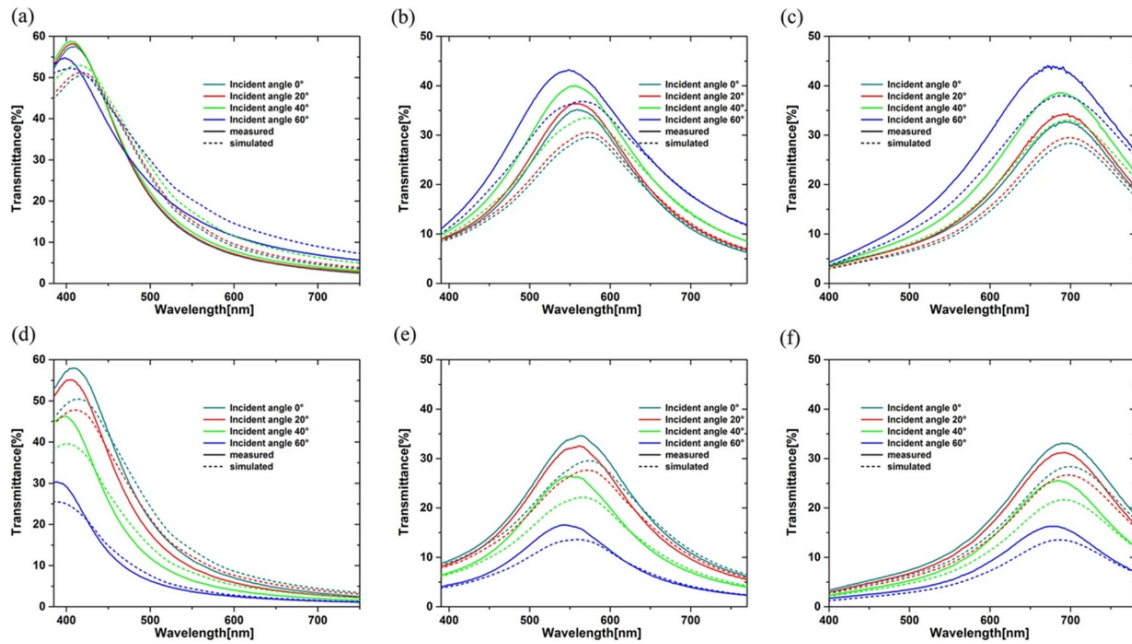 (a)
60
50
40
30
20
10
0
Transmittance[%]
400 500 600 700
Wavelength[nm]
Incident angle 0°
Incident angle 20°
Incident angle 40°
Incident angle 60°
measured
simulated
(b)
50
40
30
20
10
0
Transmittance[%]
400 500 600 700
Wavelength[nm]
Incident angle 0°
Incident angle 20°
Incident angle 40°
Incident angle 60°
measured
simulated
(c)
50
40
30
20
10
0
Transmittance[%]
400 500 600 700
Wavelength[nm]
Incident angle 0°
Incident angle 20°
Incident angle 40°
Incident angle 60°
measured
simulated
(d)
60
50
40
30
20
10
0
Transmittance[%]
400 500 600 700
Wavelength[nm]
Incident angle 0°
Incident angle 20°
Incident angle 40°
Incident angle 60°
measured
simulated
(e)
50
40
30
20
10
0
Transmittance[%]
400 500 600 700
Wavelength[nm]
Incident angle 0°
Incident angle 20°
Incident angle 40°
Incident angle 60°
measured
simulated
(f)
50
40
30
20
10
0
Transmittance[%]
400 500 600 700
Wavelength[nm]
Incident angle 0°
Incident angle 20°
Incident angle 40°
Incident angle 60°
measured
simulated